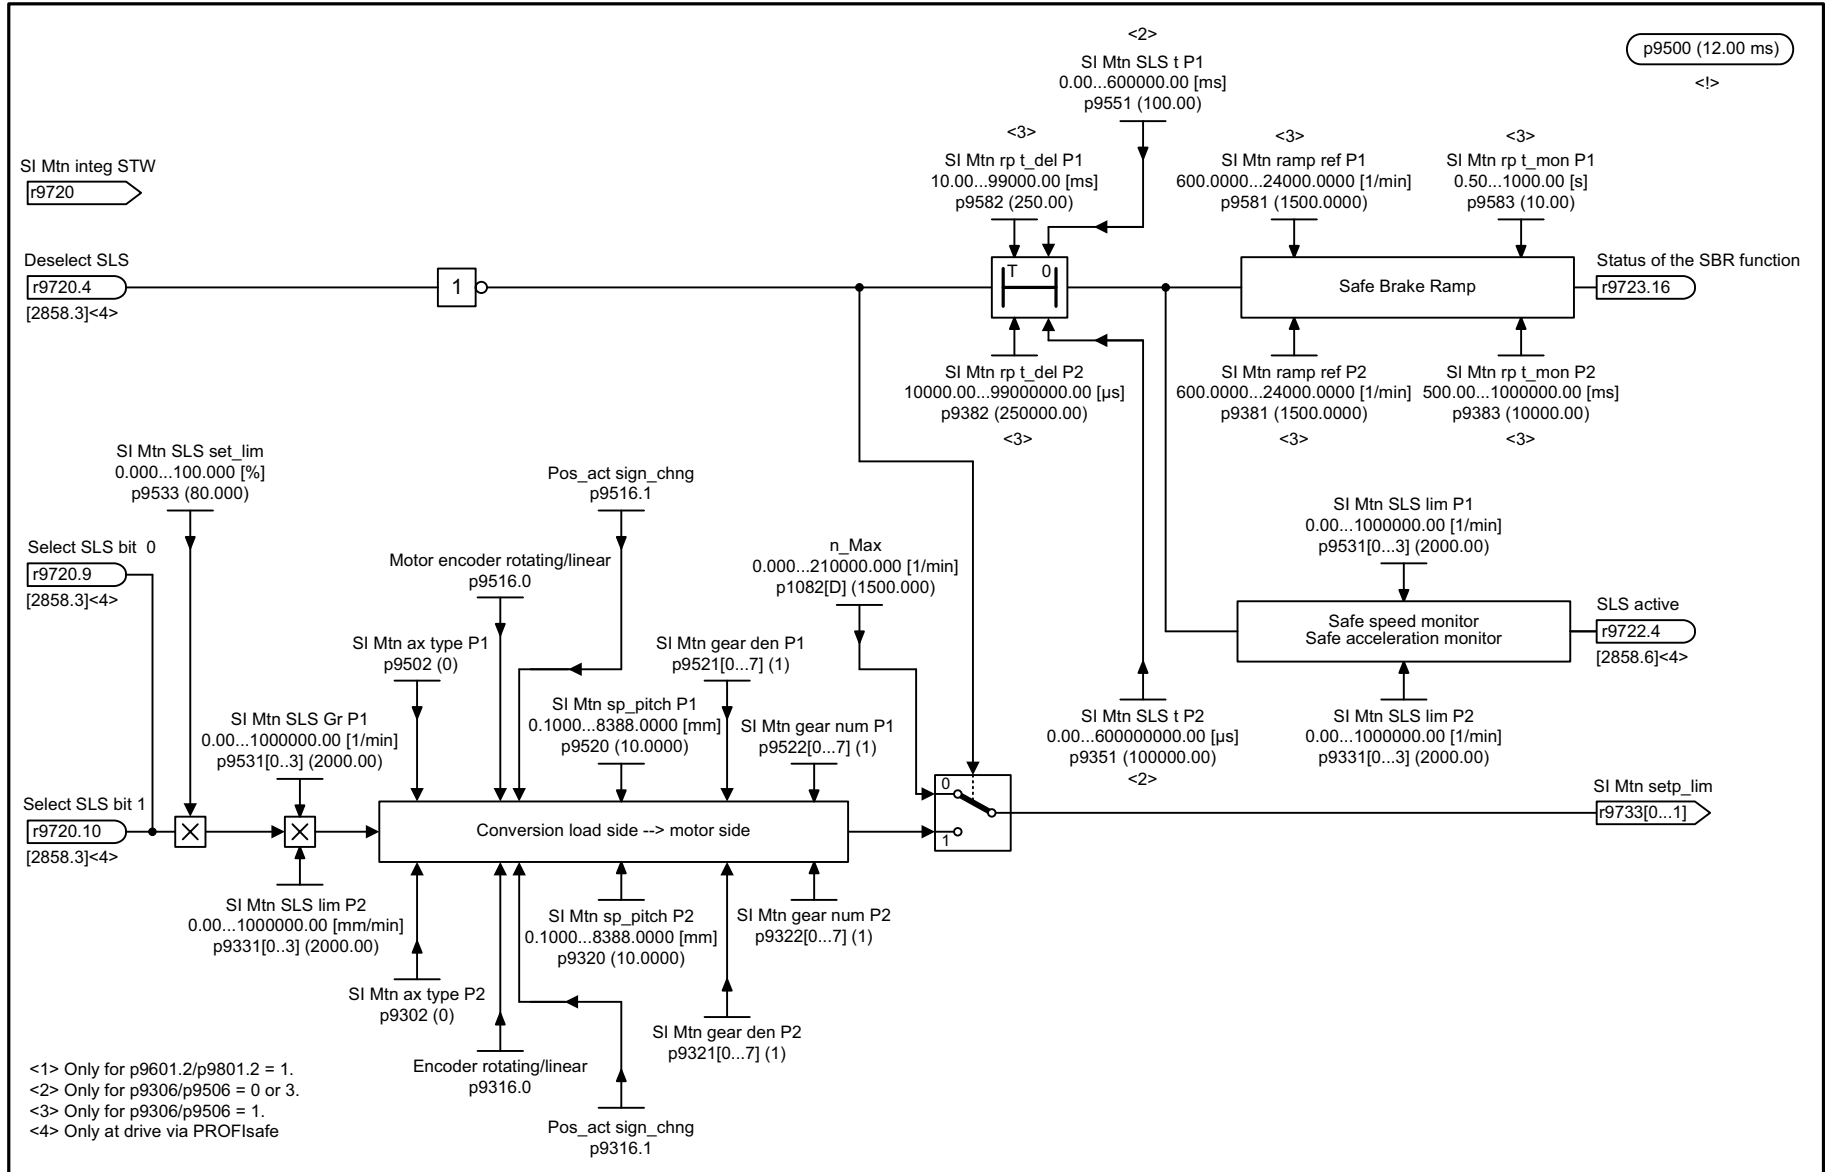 <2>
SI Mtn SLS t P1
0.00...600000.00 [ms]
p9551 (100.00)
p9500 (12.00 ms)
<!>
SI Mtn integ STW
r9720
<3>
SI Mtn rp t_del P1
10.00...99000.00 [ms]
p9582 (250.00)
<3>
SI Mtn ramp ref P1
600.0000...24000.0000 [1/min]
p9581 (1500.0000)
<3>
SI Mtn rp t_mon P1
0.50...1000.00 [s]
p9583 (10.00)
Deselect SLS
r9720.4
[2858.3]<4>
1
T 0
Safe Brake Ramp
Status of the SBR function
r9723.16
SI Mtn rp t_del P2
10000.00...99000000.00 [µs]
p9382 (250000.00)
<3>
SI Mtn ramp ref P2
600.0000...24000.0000 [1/min]
p9381 (1500.0000)
<3>
SI Mtn rp t_mon P2
500.00...1000000.00 [ms]
p9383 (10000.00)
<3>
SI Mtn SLS set_lim
0.000...100.000 [%]
p9533 (80.000)
Pos_act sign_chng
p9516.1
Select SLS bit 0
r9720.9
[2858.3]<4>
Motor encoder rotating/linear
p9516.0
n_Max
0.000...210000.000 [1/min]
p1082[D] (1500.000)
SI Mtn SLS lim P1
0.00...1000000.00 [1/min]
p9531[0...3] (2000.00)
Safe speed monitor
Safe acceleration monitor
SLS active
r9722.4
[2858.6]<4>
SI Mtn ax type P1
p9502 (0)
SI Mtn gear den P1
p9521[0...7] (1)
SI Mtn SLS Gr P1
0.00...1000000.00 [1/min]
p9531[0..3] (2000.00)
SI Mtn sp_pitch P1
0.1000...8388.0000 [mm]
p9520 (10.0000)
SI Mtn gear num P1
p9522[0...7] (1)
SI Mtn SLS t P2
0.00...600000000.00 [µs]
p9351 (100000.00)
<2>
SI Mtn SLS lim P2
0.00...1000000.00 [1/min]
p9331[0...3] (2000.00)
Select SLS bit 1
r9720.10
[2858.3]<4>
Conversion load side --> motor side
0
1
SI Mtn setp_lim
r9733[0...1]
SI Mtn SLS lim P2
0.00...1000000.00 [mm/min]
p9331[0..3] (2000.00)
SI Mtn sp_pitch P2
0.1000...8388.0000 [mm]
p9320 (10.0000)
SI Mtn gear num P2
p9322[0...7] (1)
SI Mtn ax type P2
p9302 (0)
SI Mtn gear den P2
p9321[0...7] (1)
Encoder rotating/linear
p9316.0
Pos_act sign_chng
p9316.1
<1> Only for p9601.2/p9801.2 = 1.
<2> Only for p9306/p9506 = 0 or 3.
<3> Only for p9306/p9506 = 1.
<4> Only at drive via PROFIsafe